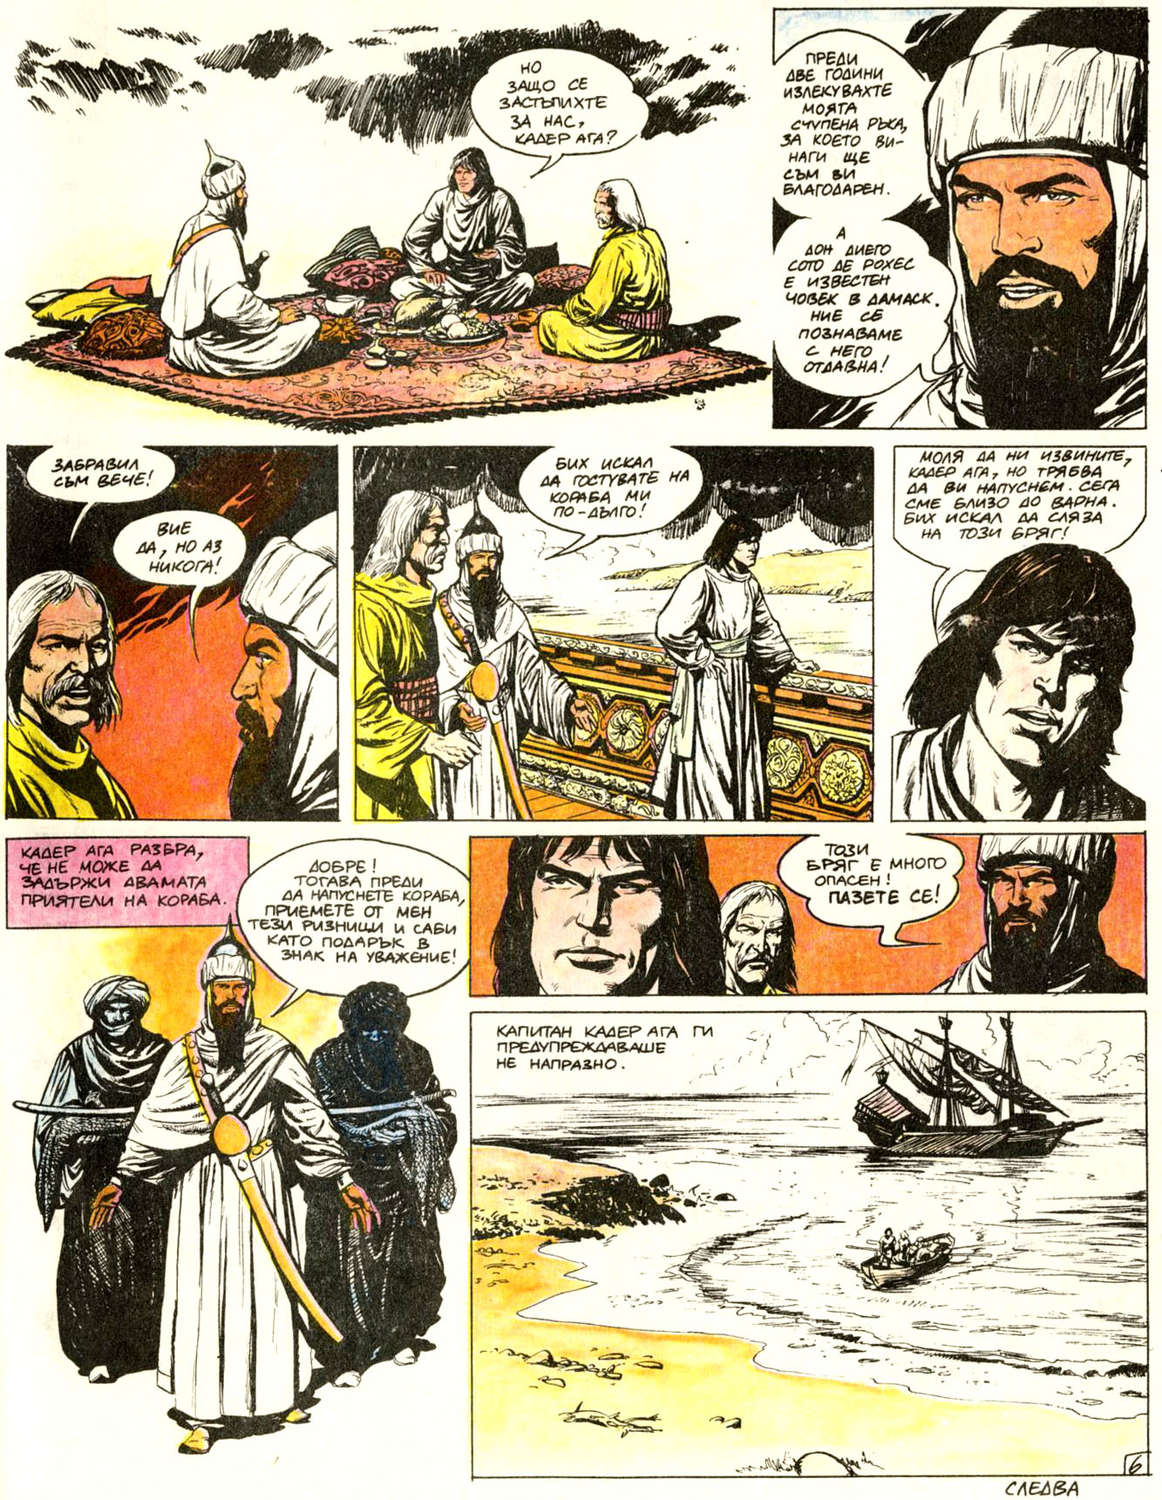 НО
ЗАЩО СЕ
ЗАСТЪПИХТЕ
ЗА НАС,
КАДЕР АГА?
ПРЕДИ
ДВЕ ГОДИНИ
ИЗЛЕКУВАХТЕ
МОЯТА
СЧУПЕНА РЪКА,
ЗА КОЕТО ВИ-
НАГИ ЩЕ
СЪМ ВИ
БЛАГОДАРЕН.
А
ДОН ДИЕГО
СОТО ДЕ РОХЕС
Е ИЗВЕСТЕН
ЧОВЕК В ДАМАСК.
НИЕ СЕ
ПОЗНАВАМЕ
С НЕГО
ОТДАВНА!
ЗАБРАВИЛ
СЪМ ВЕЧЕ!
ВИЕ
ДА, НО АЗ
НИКОГА!
БИХ ИСКАЛ
ДА ГОСТУВАТЕ НА
КОРАБА МИ
ПО-ДЪЛГО!
МОЛЯ ДА НИ ИЗВИНИТЕ,
КАДЕР АГА, НО ТРЯБВА
ДА ВИ НАПУСНЕМ. СЕГА
СМЕ БЛИЗО ДО ВАРНА.
БИХ ИСКАЛ ДА СЛЯЗА
НА ТОЗИ БРЯГ!
КАДЕР АГА РАЗБРА,
ЧЕ НЕ МОЖЕ ДА
ЗАДЪРЖИ ДВАМАТА
ПРИЯТЕЛИ НА КОРАБА.
ДОБРЕ!
ТОГАВА ПРЕДИ
ДА НАПУСНЕТЕ КОРАБА,
ПРИЕМЕТЕ ОТ МЕН
ТЕЗИ РИЗНИЦИ И САБИ
КАТО ПОДАРЪК В
ЗНАК НА УВАЖЕНИЕ!
ТОЗИ
БРЯГ Е МНОГО
ОПАСЕН!
ПАЗЕТЕ СЕ!
КАПИТАН КАДЕР АГА ГИ
ПРЕДУПРЕЖДАВАШЕ
НЕ НАПРАЗНО.
6
СЛЕДВА